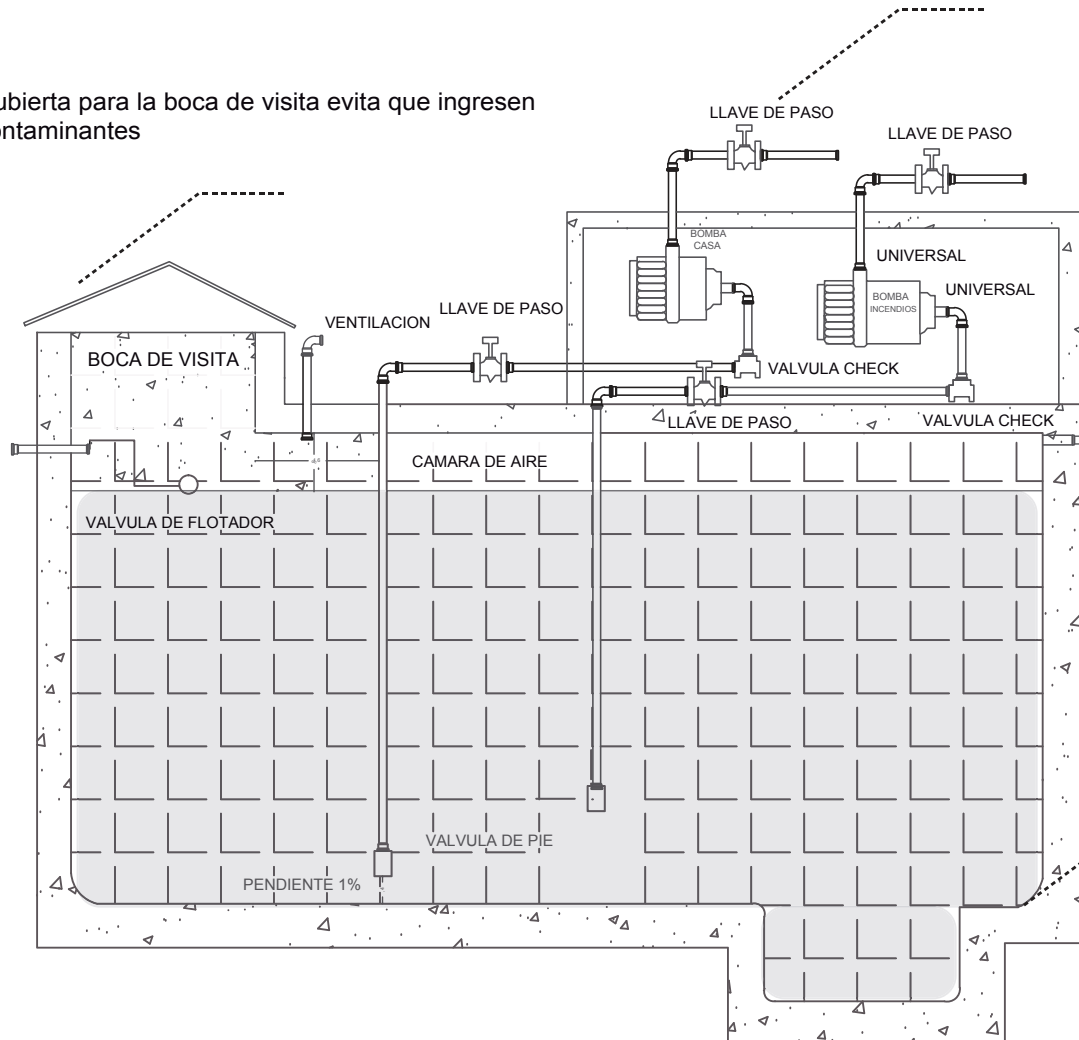 ubierta para la boca de visita evita que ingresen
ontaminantes
LLAVE DE PASO
LLAVE DE PASO
BOMBA
CASA
UNIVERSAL
UNIVERSAL
BOMBA
INCENDIOS
LLAVE DE PASO
VENTILACION
BOCA DE VISITA
VALVULA CHECK
LLAVE DE PASO
VALVULA CHECK
CAMARA DE AIRE
VALVULA DE FLOTADOR
VALVULA DE PIE
PENDIENTE 1%